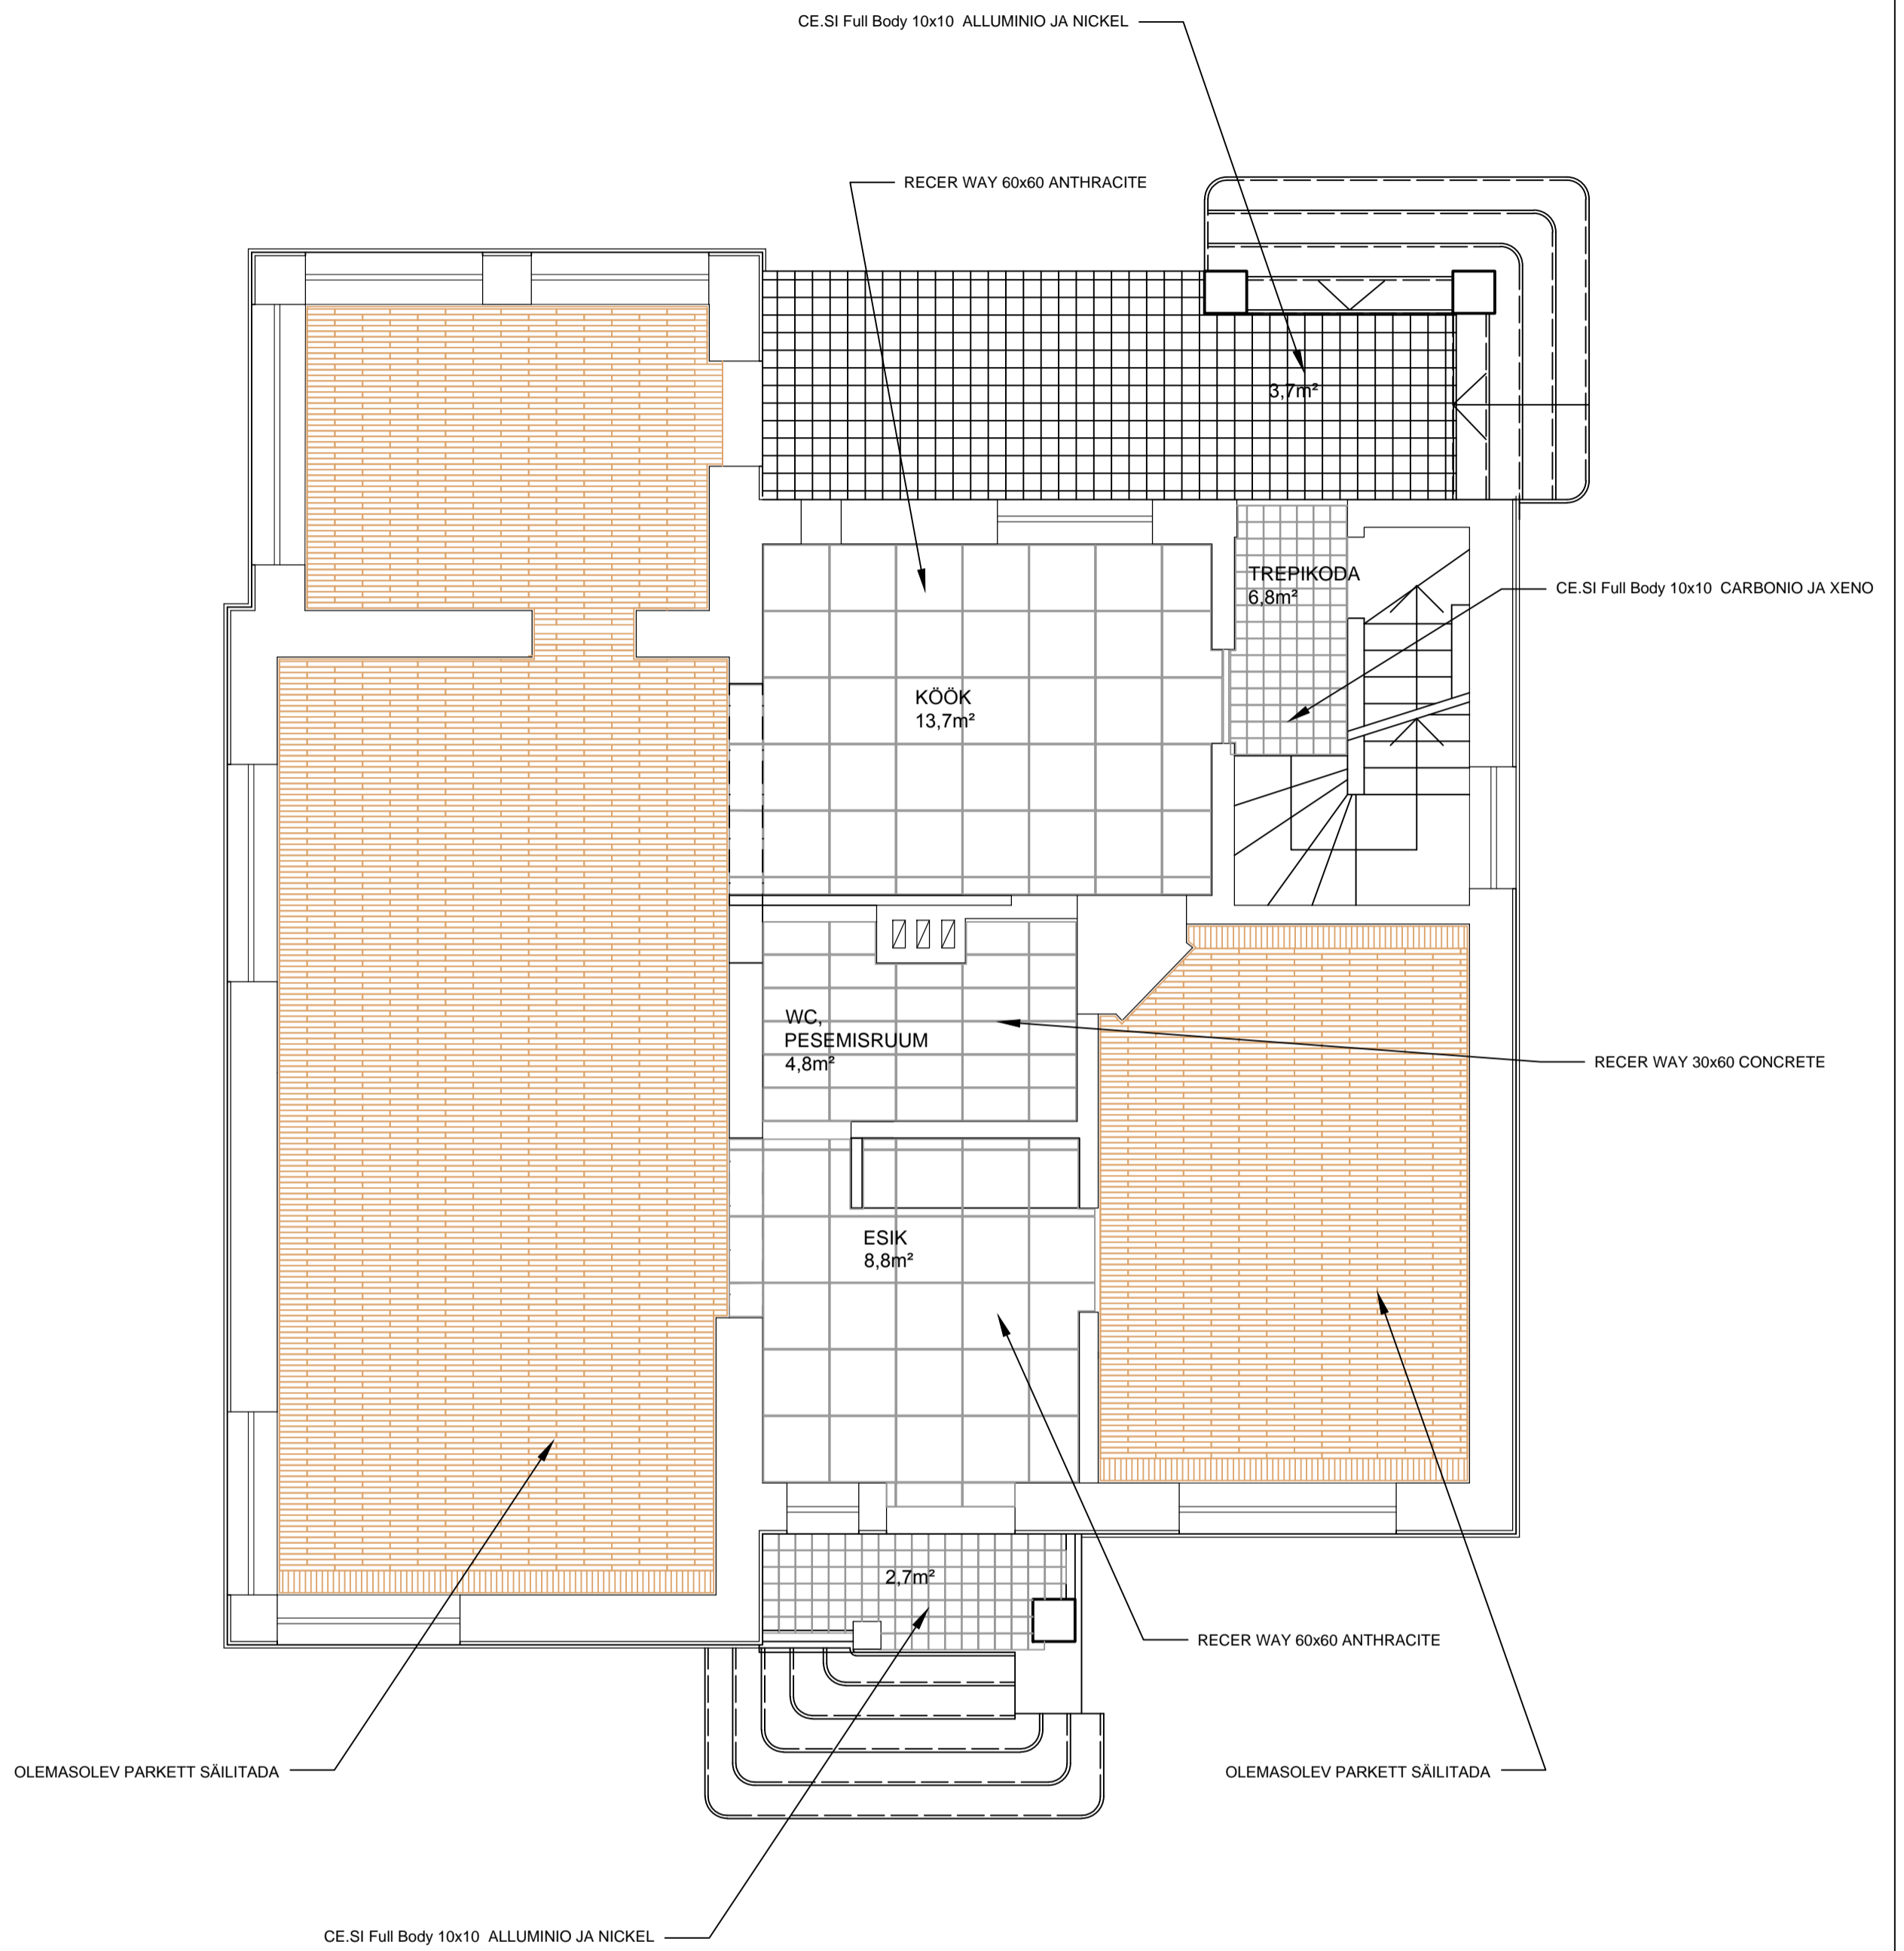 CE.SI Full Body 10x10  ALLUMINIO JA NICKEL
RECER WAY 60x60 ANTHRACITE
3,7m²
TREPIKODA
6,8m²
CE.SI Full Body 10x10  CARBONIO JA XENO
KÖÖK
13,7m²
WC,
PESEMISRUUM
4,8m²
RECER WAY 30x60 CONCRETE
ESIK
8,8m²
2,7m²
RECER WAY 60x60 ANTHRACITE
OLEMASOLEV PARKETT SÄILITADA
OLEMASOLEV PARKETT SÄILITADA
CE.SI Full Body 10x10  ALLUMINIO JA NICKEL